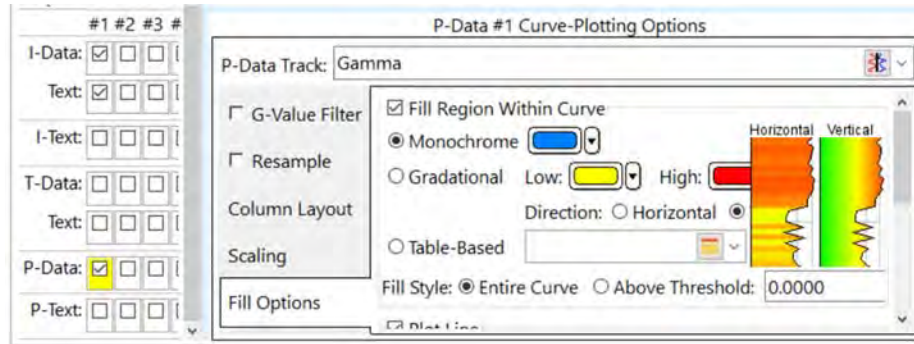 #1 #2 #3 #
P-Data #1 Curve-Plotting Options
I-Data:
Text:
I-Text:
T-Data:
Text:
P-Data:
P-Text:
P-Data Track: Gamma
G-Value Filter
Resample
Column Layout
Scaling
Fill Options
Fill Region Within Curve
Monochrome
Horizontal Vertical
Gradational Low: High:
Direction: Horizontal
Table-Based
Fill Style: Entire Curve Above Threshold: 0.0000
Plot Line